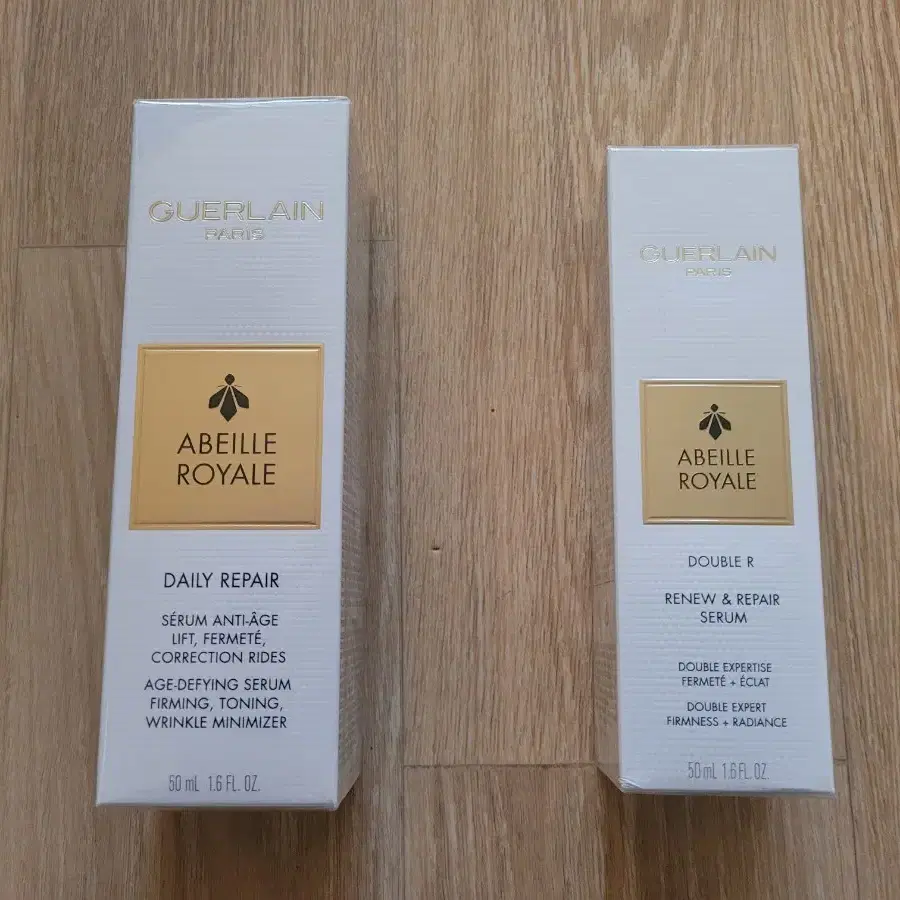 GUERLAIN
PARIS
ABEILLE
ROYALE
DAILY REPAIR
SÉRUM ANTI-ÂGE
LIFT, FERMETÉ,
CORRECTION RIDES
AGE-DEFYING SERUM
FIRMING, TONING,
WRINKLE MINIMIZER
50 mL 1.6 FL. OZ.
GUERLAIN
PARIS
ABEILLE
ROYALE
DOUBLE R
RENEW & REPAIR
SERUM
DOUBLE EXPERTISE
FERMETÉ + ÉCLAT
DOUBLE EXPERT
FIRMNESS + RADIANCE
50 mL 1.6 FL. OZ.